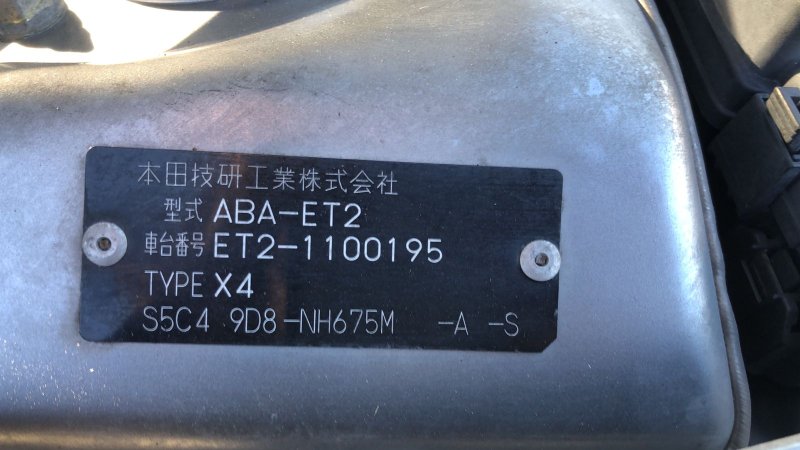 本田技研工業株式会社
型式 ABA-ET2
車台番号 ET2-1100195
TYPE X4
S5C4 9D8-NH675M -A -S